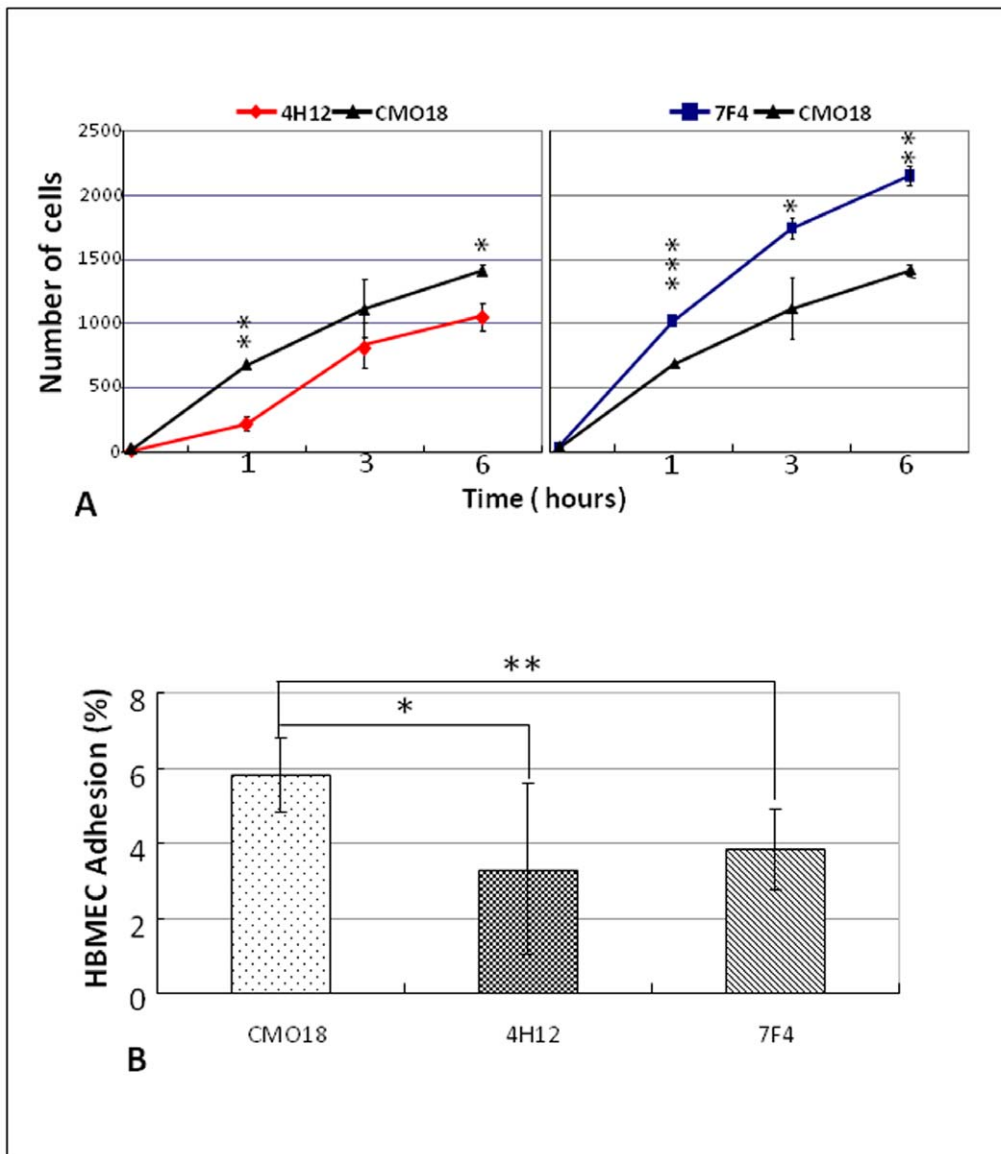 4H12 CMO18 7F4 CMO18
2500
2000
1500
1000
500
0
Number of cells
** * *** * **
1 3 6 1 3 6
Time ( hours)
A
HBMEC Adhesion (%)
**
*
8
6
4
2
0
CMO18 4H12 7F4
B